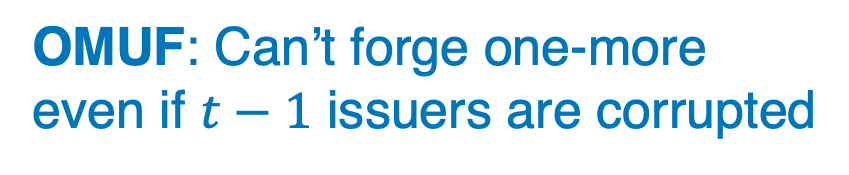 OMUF: Can’t forge one-more
even if t − 1 issuers are corrupted